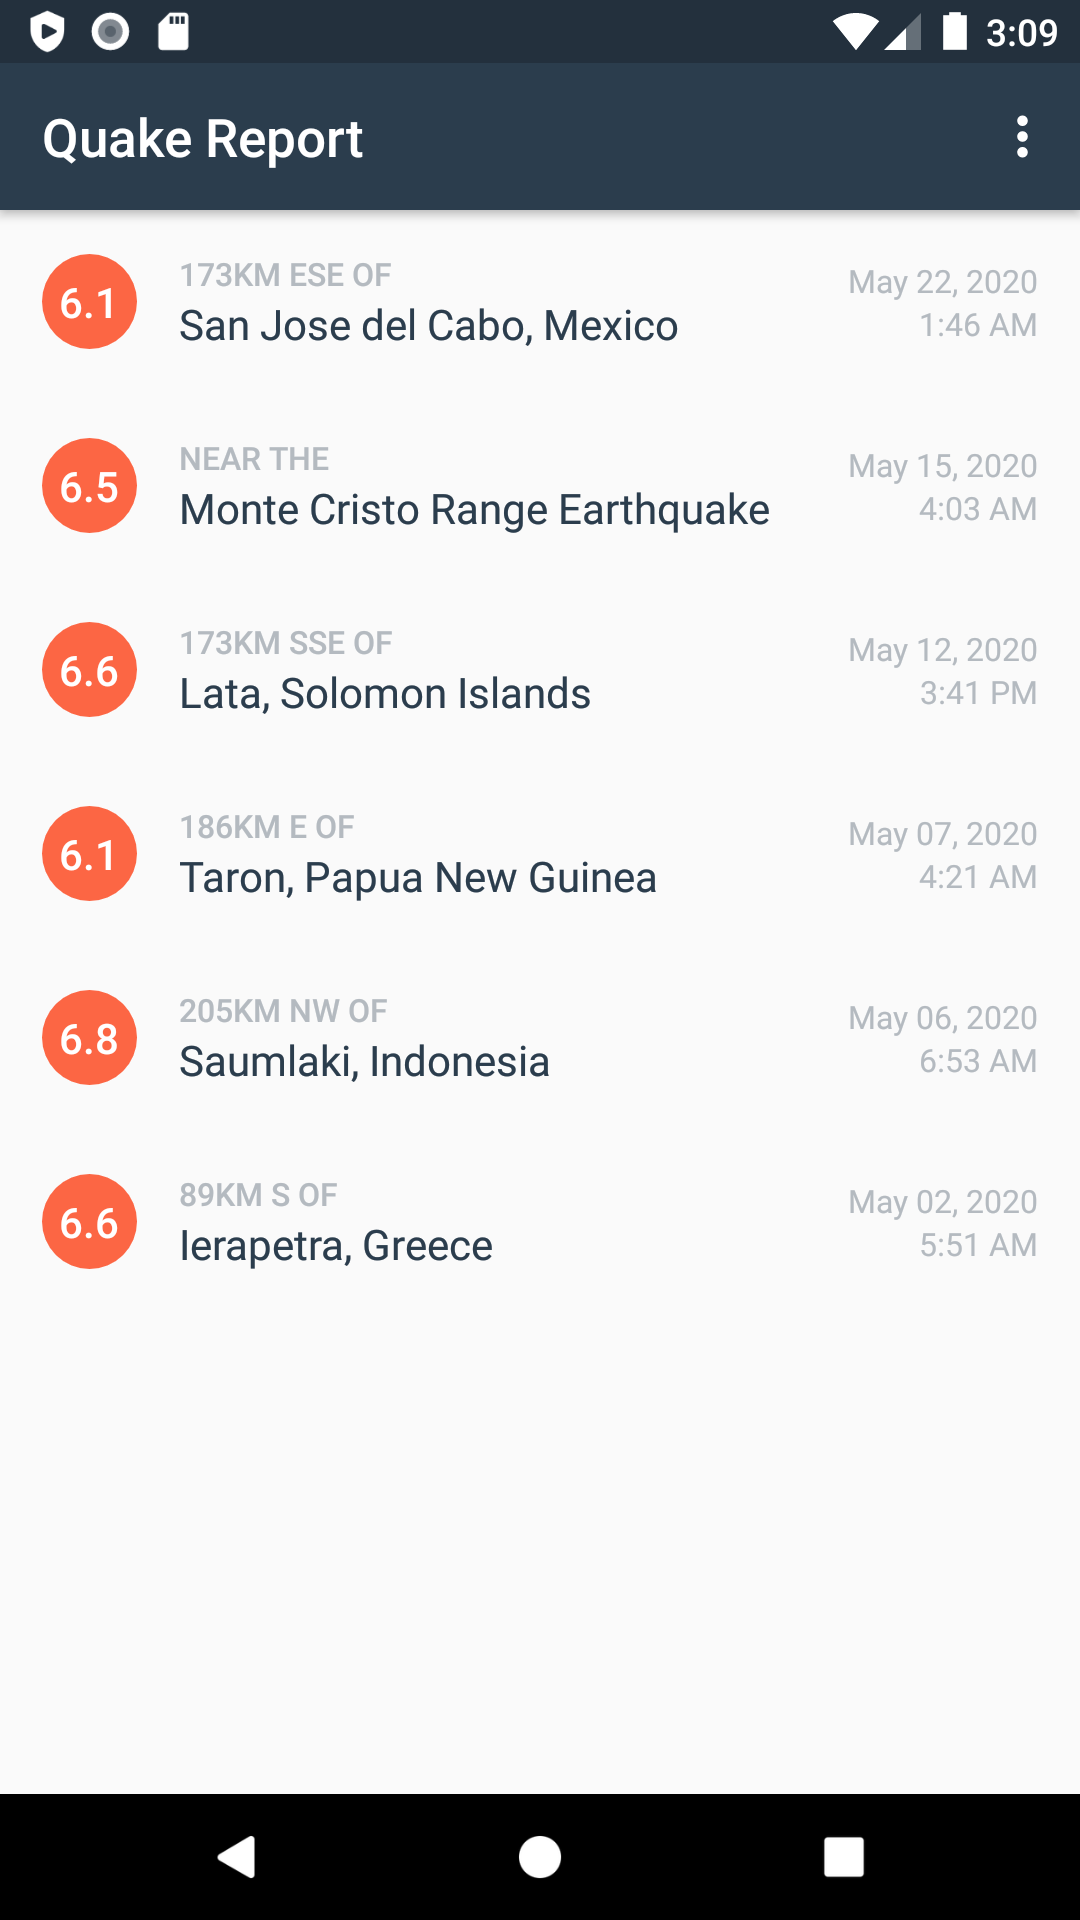 3:09
Quake Report
6.1
173KM ESE OF
San Jose del Cabo, Mexico
May 22, 2020
1:46 AM
6.5
NEAR THE
Monte Cristo Range Earthquake
May 15, 2020
4:03 AM
6.6
173KM SSE OF
Lata, Solomon Islands
May 12, 2020
3:41 PM
6.1
186KM E OF
Taron, Papua New Guinea
May 07, 2020
4:21 AM
6.8
205KM NW OF
Saumlaki, Indonesia
May 06, 2020
6:53 AM
6.6
89KM S OF
Ierapetra, Greece
May 02, 2020
5:51 AM